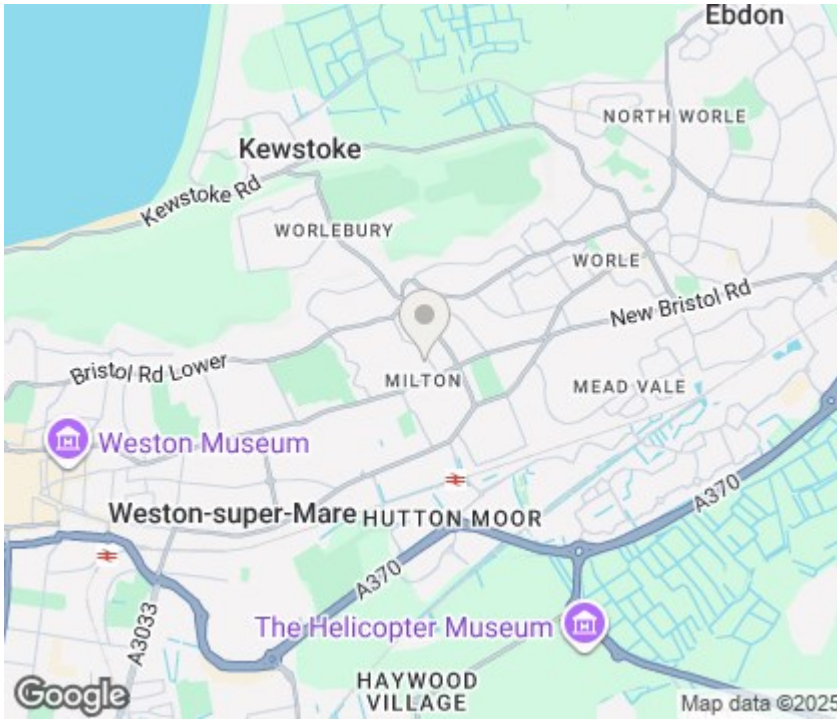 Ebdon
NORTH WORLE
Kewstoke
Kewstoke Rd
WORLEBURY
WORLE
New Bristol Rd
Bristol Rd Lower
MILTON
MEAD VALE
Weston Museum
A370
Weston-super-Mare
HUTTON MOOR
A370
A3033
The Helicopter Museum
HAYWOOD
VILLAGE
Google
Map data ©2025